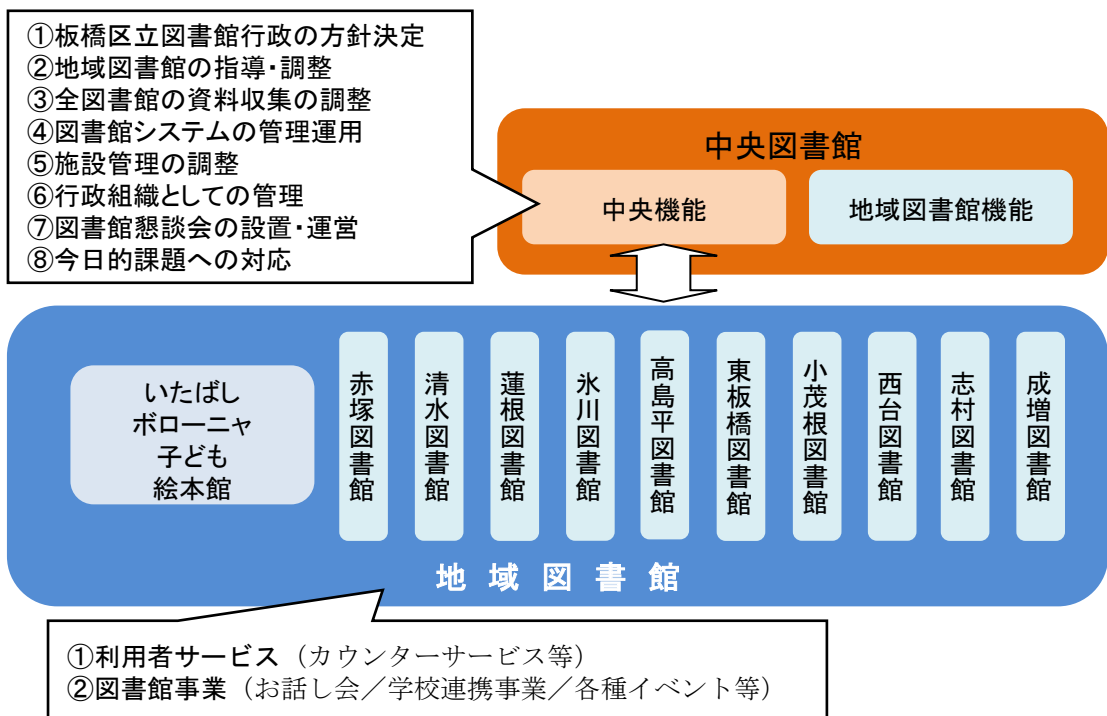 ①板橋区立図書館行政の方針決定
②地域図書館の指導・調整
③全図書館の資料収集の調整
④図書館システムの管理運用
⑤施設管理の調整
⑥行政組織としての管理
⑦図書館懇談会の設置・運営
⑧今日的課題への対応
中央図書館
中央機能
地域図書館機能
いたばし
ボローニャ
子ども
絵本館
赤塚図書館
清水図書館
蓮根図書館
氷川図書館
高島平図書館
東板橋図書館
小茂根図書館
西台図書館
志村図書館
成増図書館
地域図書館
①利用者サービス（カウンターサービス等）
②図書館事業（お話し会／学校連携事業／各種イベント等）